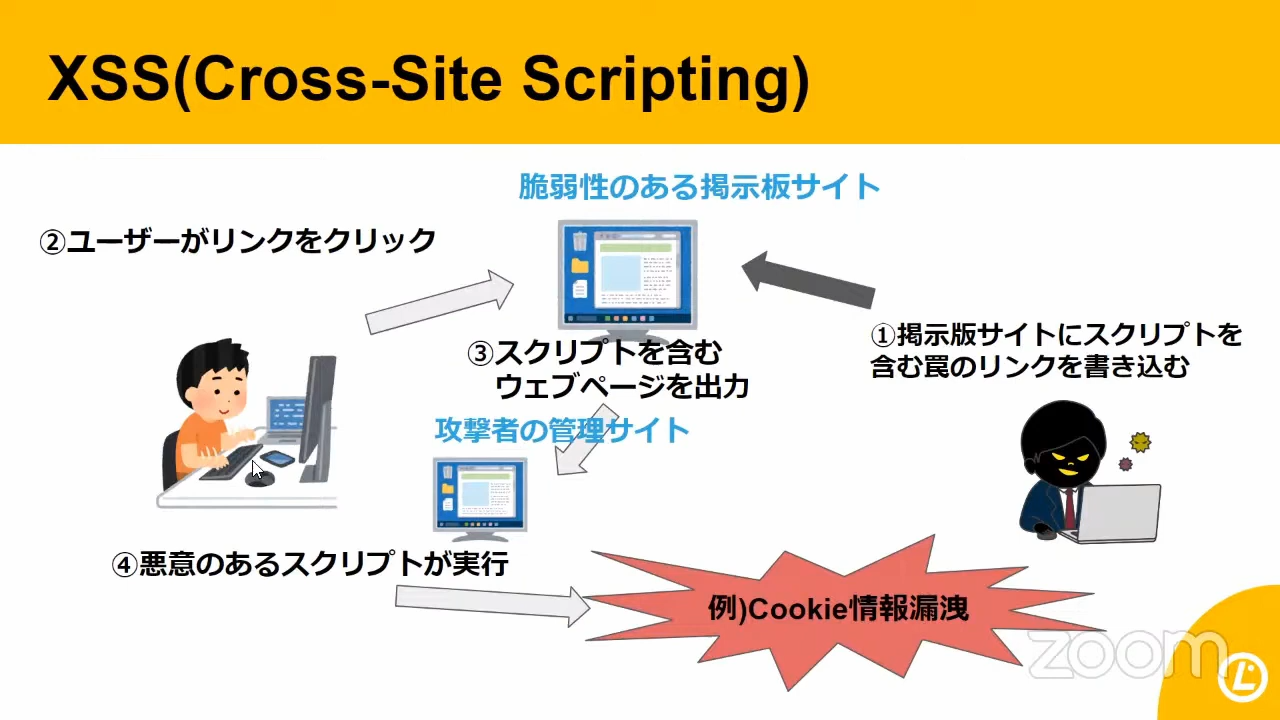 XSS(Cross-Site Scripting)
脆弱性のある掲示板サイト
②ユーザーがリンクをクリック
①掲示版サイトにスクリプトを
含む罠のリンクを書き込む
③スクリプトを含む
ウェブページを出力
攻撃者の管理サイト
④悪意のあるスクリプトが実行
例)Cookie情報漏洩
zoom
L